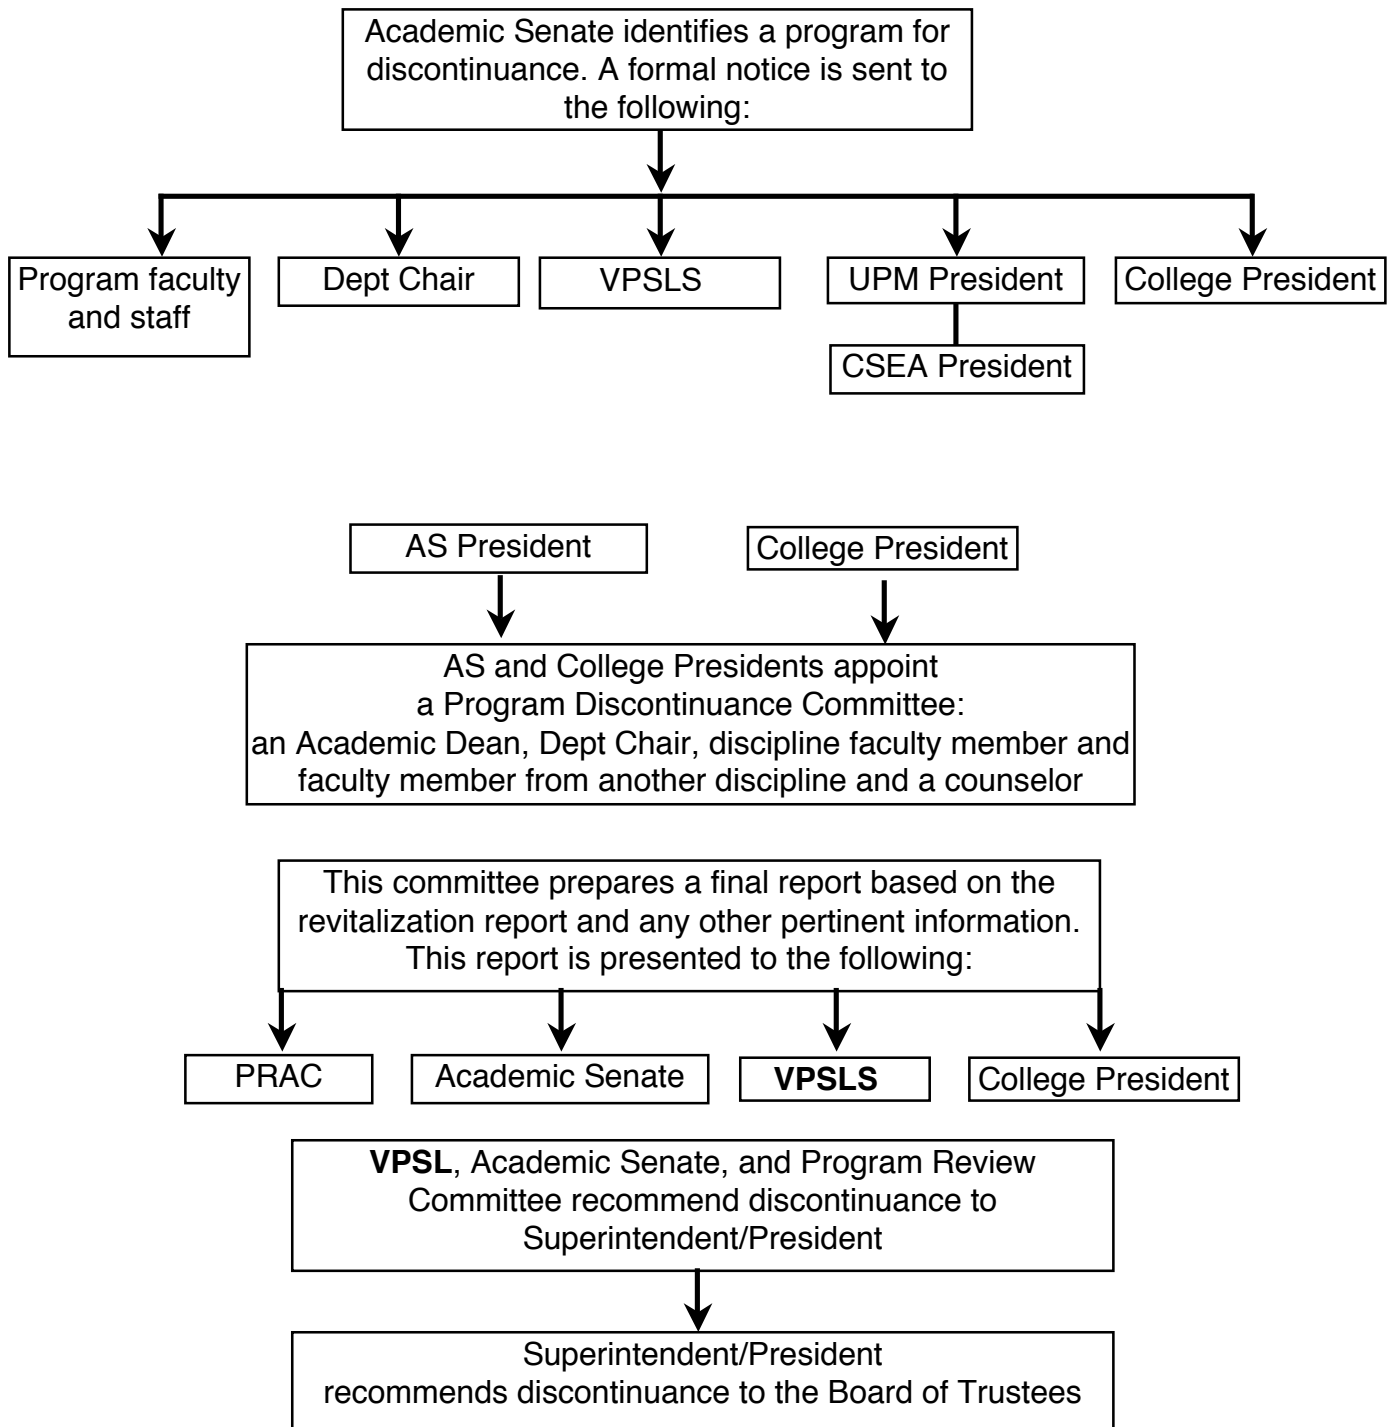 Academic Senate identifies a program for
discontinuance. A formal notice is sent to
the following:
Program faculty
and staff
Dept Chair
VPSLS
UPM President
College President
CSEA President
AS President
College President
AS and College Presidents appoint
a Program Discontinuance Committee:
an Academic Dean, Dept Chair, discipline faculty member and
faculty member from another discipline and a counselor
This committee prepares a final report based on the
revitalization report and any other pertinent information.
This report is presented to the following:
PRAC
Academic Senate
VPSLS
College President
VPSL, Academic Senate, and Program Review
Committee recommend discontinuance to
Superintendent/President
Superintendent/President
recommends discontinuance to the Board of Trustees